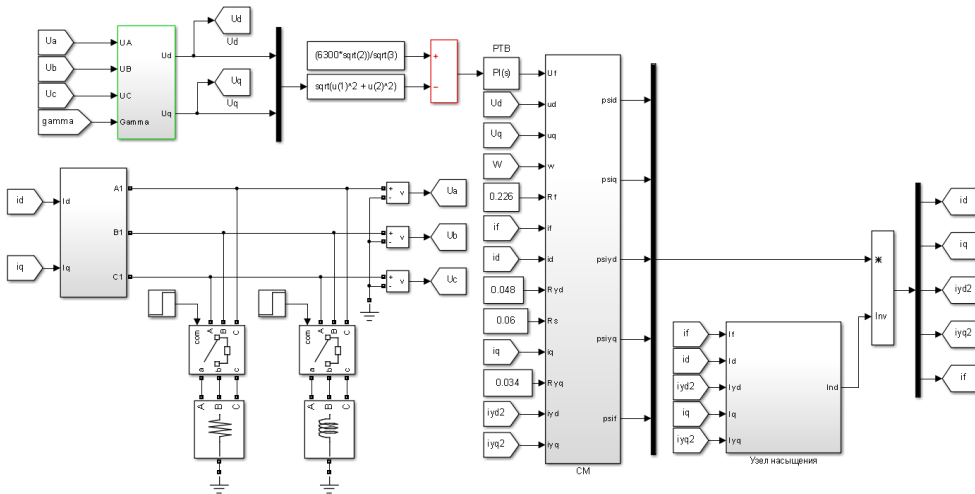 Ua
Ub
Uc
gamma
UA
UB
UC
Gamma
Ud
Uq
Ud
Ud
Uq
Uq
(6300*sqrt(2))/sqrt(3)
sqrt(u(1)^2 + u(2)^2)
+
−
РТВ
PI(s)
Ud
Uq
W
0.226
if
id
0.048
0.06
iq
0.034
iyd2
iyq2
Uf
ud
uq
w
Rf
if
id
Ryd
Rs
iq
Ryq
iyd
iyq
psid
psiq
psiyd
psiyq
psif
СМ
id
iq
Id
Iq
A1
B1
C1
+
-
v
Ua
+
-
v
Ub
+
-
v
Uc
com
A
B
C
a
b
c
com
A
B
C
a
b
c
A
B
C
A
B
C
if
id
iyd2
iq
iyq2
If
Id
Iyd
Iq
Iyq
Ind
Узел насыщения
Inv
id
iq
iyd2
iyq2
if